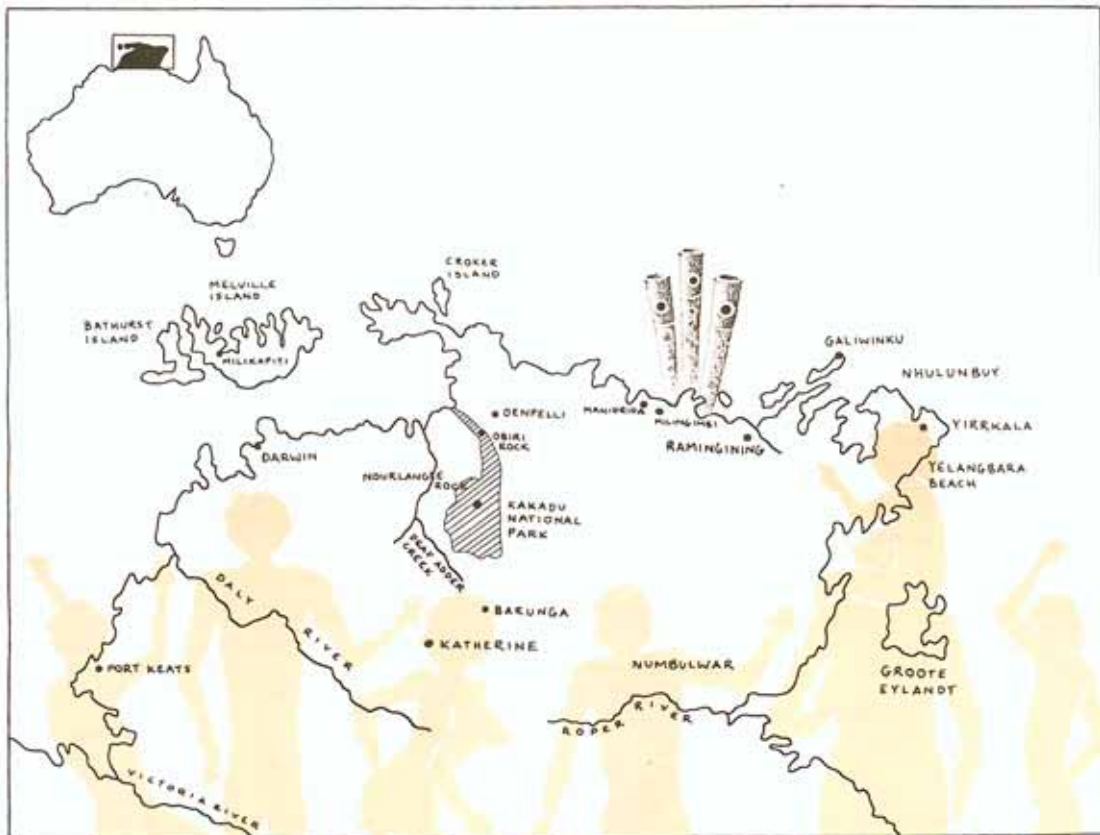 CROKER
ISLAND
MELVILLE
ISLAND
BATHURST
ISLAND
MILIKAPITI
GALIWINKU
NHULUNBUY
MANINGRIDA
MILINGIMBI
OENPELLI
YIRRKALA
OBIRI
ROCK
RAMINGINING
DARWIN
NOURLANGIE
ROCK
YELANGBARA
BEACH
KAKADU
NATIONAL
PARK
DEAF ADDER
CREEK
DALY
RIVER
BARUNGA
KATHERINE
PORT KEATS
NUMBULWAR
GROOTE
EYLANDT
ROPER RIVER
VICTORIA RIVER